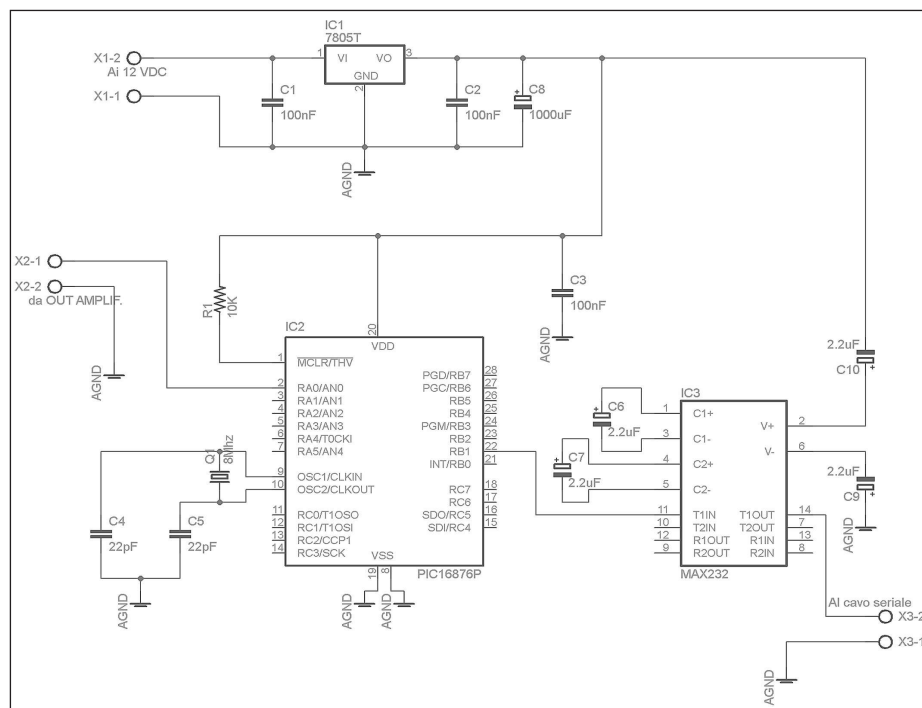 IC1
7805T
X1-2
Ai 12 VDC
X1-1
1 VI VO 3
GND
2
C1
100nF
C2
100nF
C8
+
1000uF
AGND
X2-1
X2-2
da OUT AMPLIF.
AGND
R1
10K
C3
100nF
AGND
IC2
20
VDD
1 MCLR/THV
2 RA0/AN0
3 RA1/AN1
4 RA2/AN2
5 RA3/AN3
6 RA4/T0CKI
7 RA5/AN4
9 OSC1/CLKIN
10 OSC2/CLKOUT
11 RC0/T1OSO
12 RC1/T1OSI
13 RC2/CCP1
14 RC3/SCK
PGD/RB7 28
PGC/RB6 27
RB5 26
RB4 25
PGM/RB3 24
RB2 23
RB1 22
INT/RB0 21
RC7 18
RC6 17
SDO/RC5 16
SDI/RC4 15
VSS
19 8
PIC16876P
AGND
AGND
Q1
8Mhz
C4
22pF
C5
22pF
AGND
+
C6
2.2uF
+
C7
2.2uF
IC3
1 C1+
3 C1-
4 C2+
5 C2-
11 T1IN
10 T2IN
12 R1OUT
9 R2OUT
V+ 2
V- 6
T1OUT 14
T2OUT 7
R1IN 13
R2IN 8
MAX232
2.2uF
C10
+
2.2uF
C9
+
AGND
Al cavo seriale
X3-2
X3-1
AGND